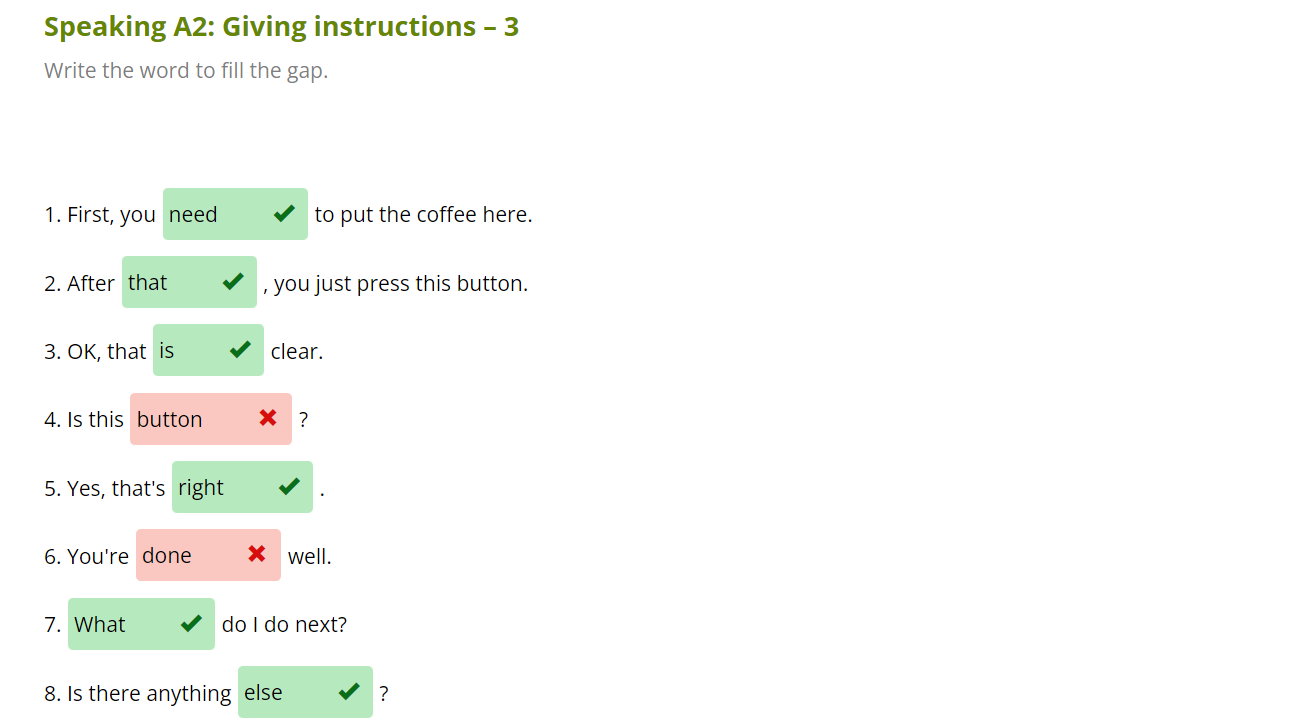 Speaking A2: Giving instructions – 3
Write the word to fill the gap.
1. First, you need to put the coffee here.
2. After that , you just press this button.
3. OK, that is clear.
4. Is this button ?
5. Yes, that's right .
6. You're done well.
7. What do I do next?
8. Is there anything else ?